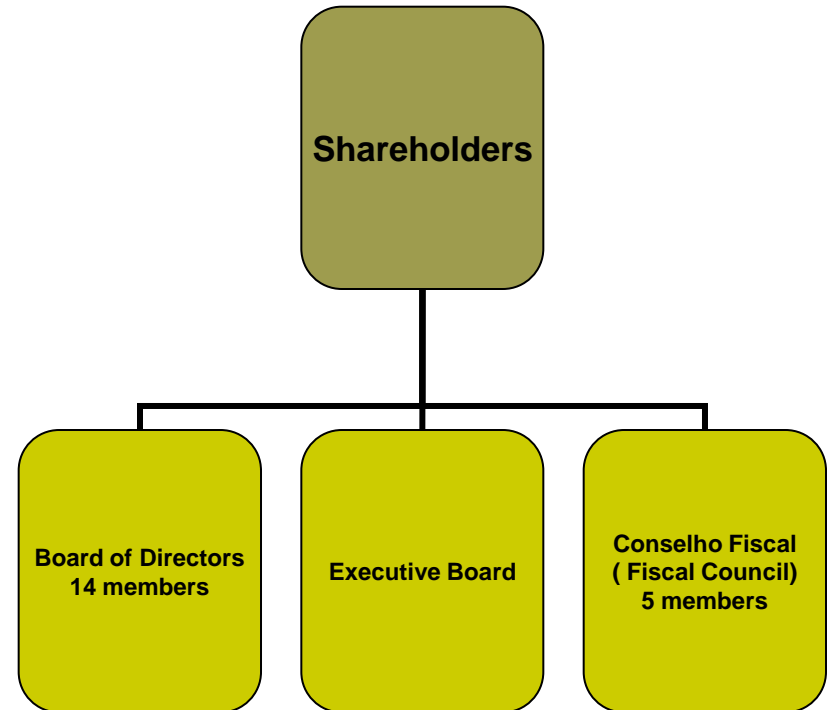 Shareholders
Board of Directors
14 members
Executive Board
Conselho Fiscal
( Fiscal Council)
5 members